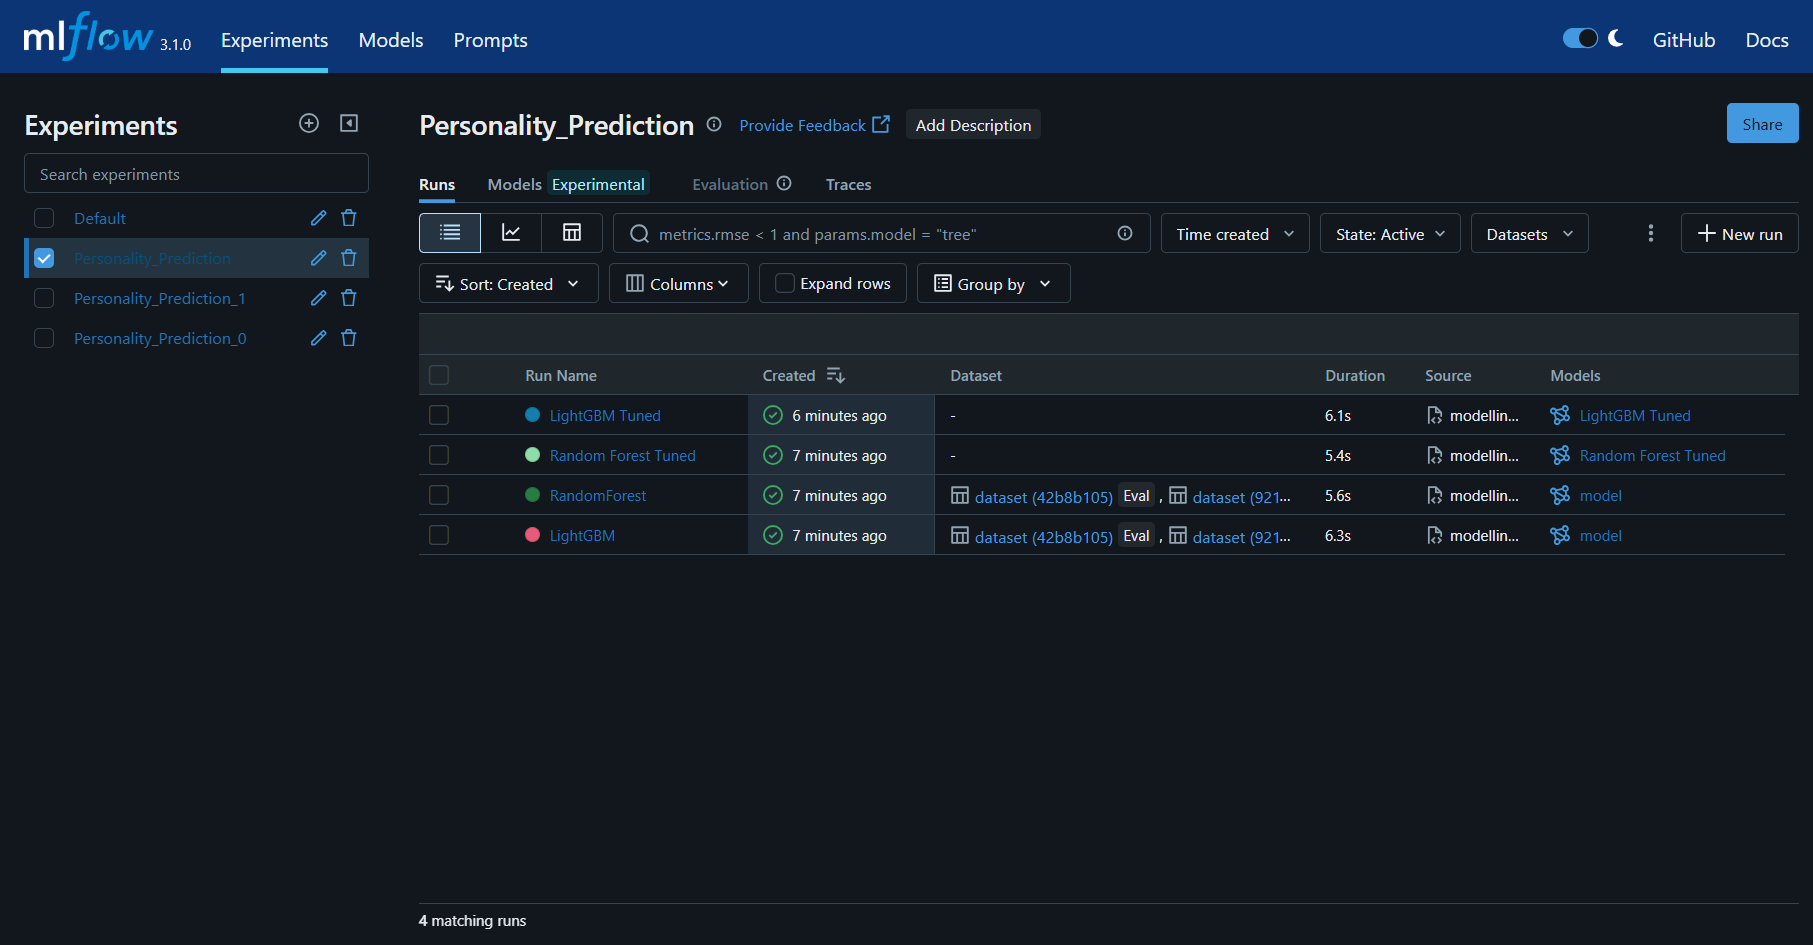 mlflow 3.1.0 Experiments Models Prompts GitHub Docs
Experiments
Search experiments
Default
Personality_Prediction
Personality_Prediction_1
Personality_Prediction_0
Personality_Prediction Provide Feedback Add Description Share
Runs Models Experimental Evaluation Traces
metrics.rmse < 1 and params.model = "tree" Time created State: Active Datasets New run
Sort: Created Columns Expand rows Group by
Run Name Created Dataset Duration Source Models
LightGBM Tuned 6 minutes ago - 6.1s modellin... LightGBM Tuned
Random Forest Tuned 7 minutes ago - 5.4s modellin... Random Forest Tuned
RandomForest 7 minutes ago dataset (42b8b105) Eval , dataset (921... 5.6s modellin... model
LightGBM 7 minutes ago dataset (42b8b105) Eval , dataset (921... 6.3s modellin... model
4 matching runs